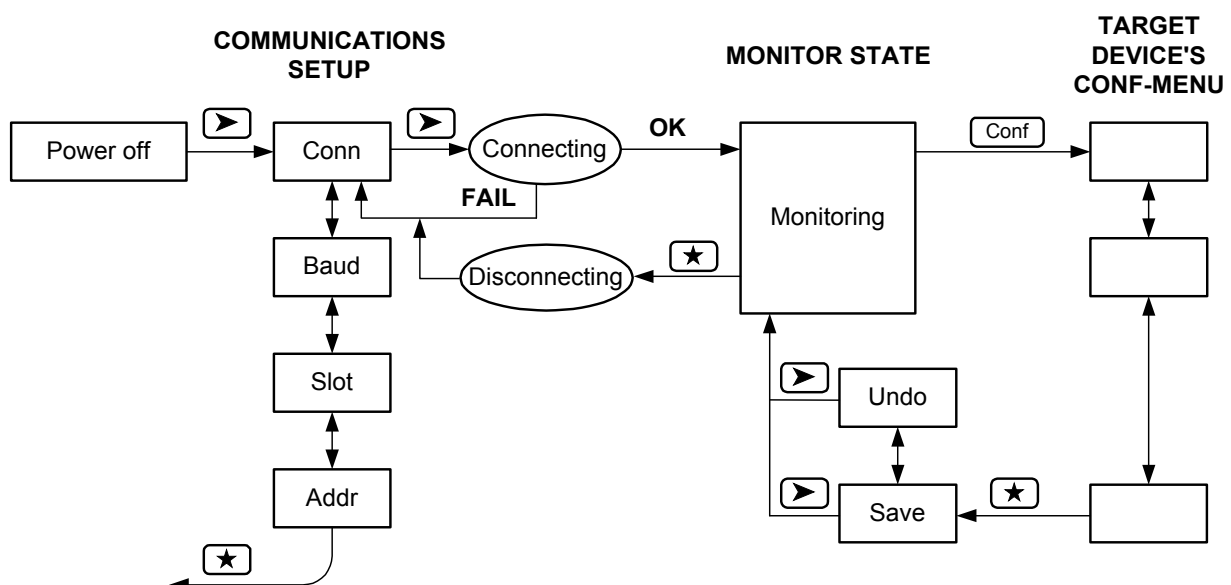 COMMUNICATIONS
SETUP
MONITOR STATE
TARGET
DEVICE'S
CONF-MENU
Power off
Conn
Connecting
OK
Conf
FAIL
Monitoring
Baud
Disconnecting
Slot
Undo
Addr
Save